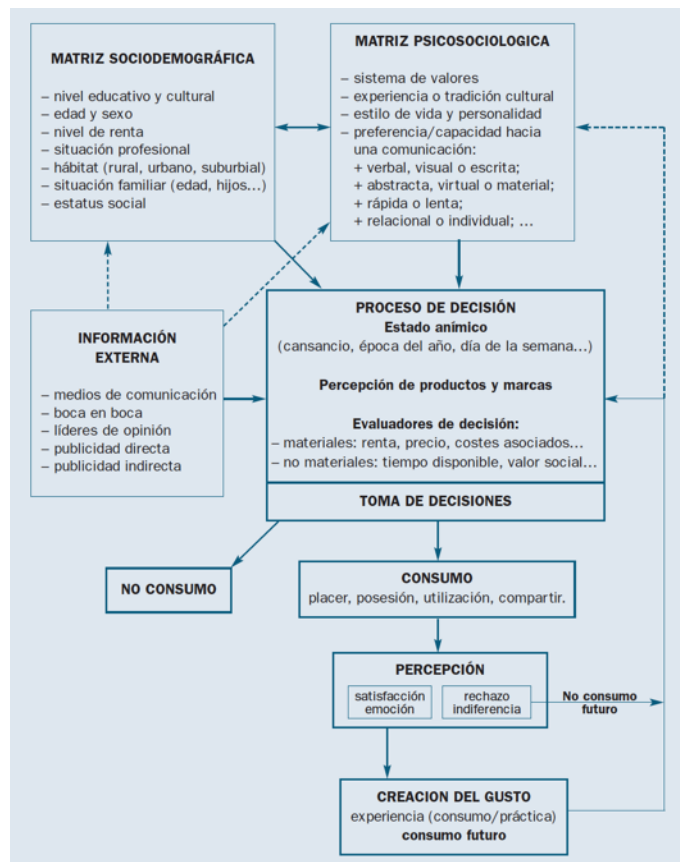 MATRIZ SOCIODEMOGRÁFICA
– nivel educativo y cultural
– edad y sexo
– nivel de renta
– situación profesional
– hábitat (rural, urbano, suburbial)
– situación familiar (edad, hijos...)
– estatus social
MATRIZ PSICOSOCIOLOGICA
– sistema de valores
– experiencia o tradición cultural
– estilo de vida y personalidad
– preferencia/capacidad hacia
una comunicación:
+ verbal, visual o escrita;
+ abstracta, virtual o material;
+ rápida o lenta;
+ relacional o individual; ...
INFORMACIÓN
EXTERNA
– medios de comunicación
– boca en boca
– líderes de opinión
– publicidad directa
– publicidad indirecta
PROCESO DE DECISIÓN
Estado anímico
(cansancio, época del año, día de la semana...)
Percepción de productos y marcas
Evaluadores de decisión:
– materiales: renta, precio, costes asociados...
– no materiales: tiempo disponible, valor social...
TOMA DE DECISIONES
NO CONSUMO
CONSUMO
placer, posesión, utilización, compartir.
PERCEPCIÓN
satisfacción
emoción
rechazo
indiferencia
No consumo
futuro
CREACION DEL GUSTO
experiencia (consumo/práctica)
consumo futuro